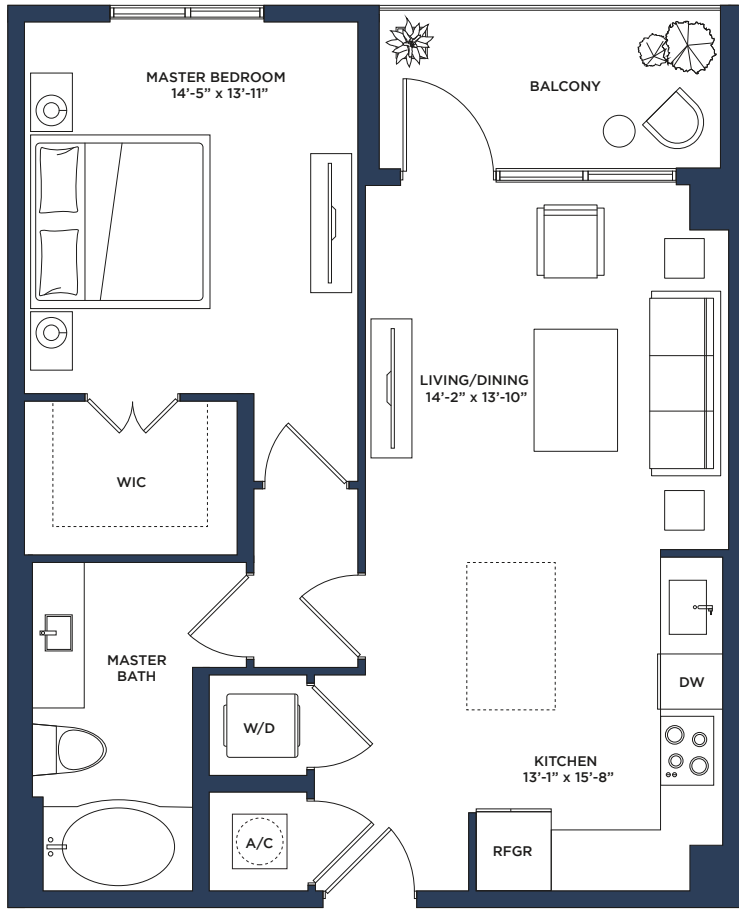 MASTER BEDROOM
14’-5” x 13’-11”
BALCONY
LIVING/DINING
14’-2” x 13’-10”
WIC
MASTER
BATH
DW
W/D
KITCHEN
13’-1” x 15’-8”
A/C
RFGR